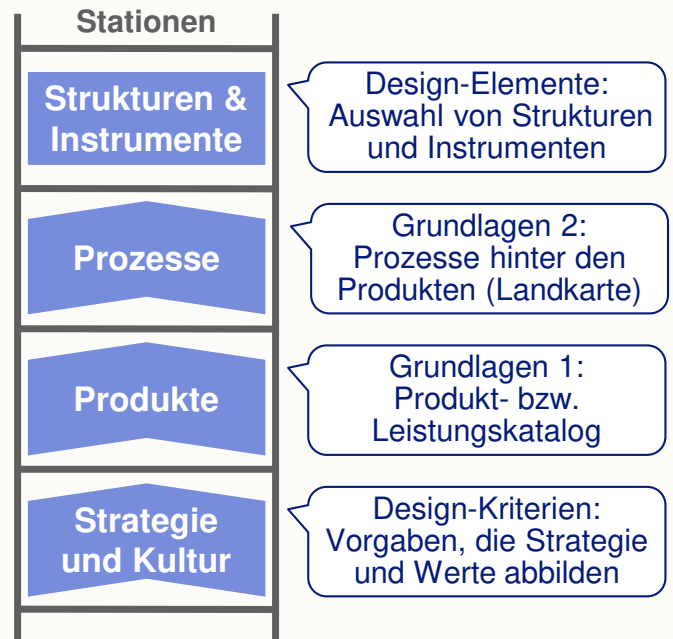 Stationen
Strukturen &
Instrumente
Design-Elemente:
Auswahl von Strukturen
und Instrumenten
Prozesse
Grundlagen 2:
Prozesse hinter den
Produkten (Landkarte)
Produkte
Grundlagen 1:
Produkt- bzw.
Leistungskatalog
Strategie
und Kultur
Design-Kriterien:
Vorgaben, die Strategie
und Werte abbilden